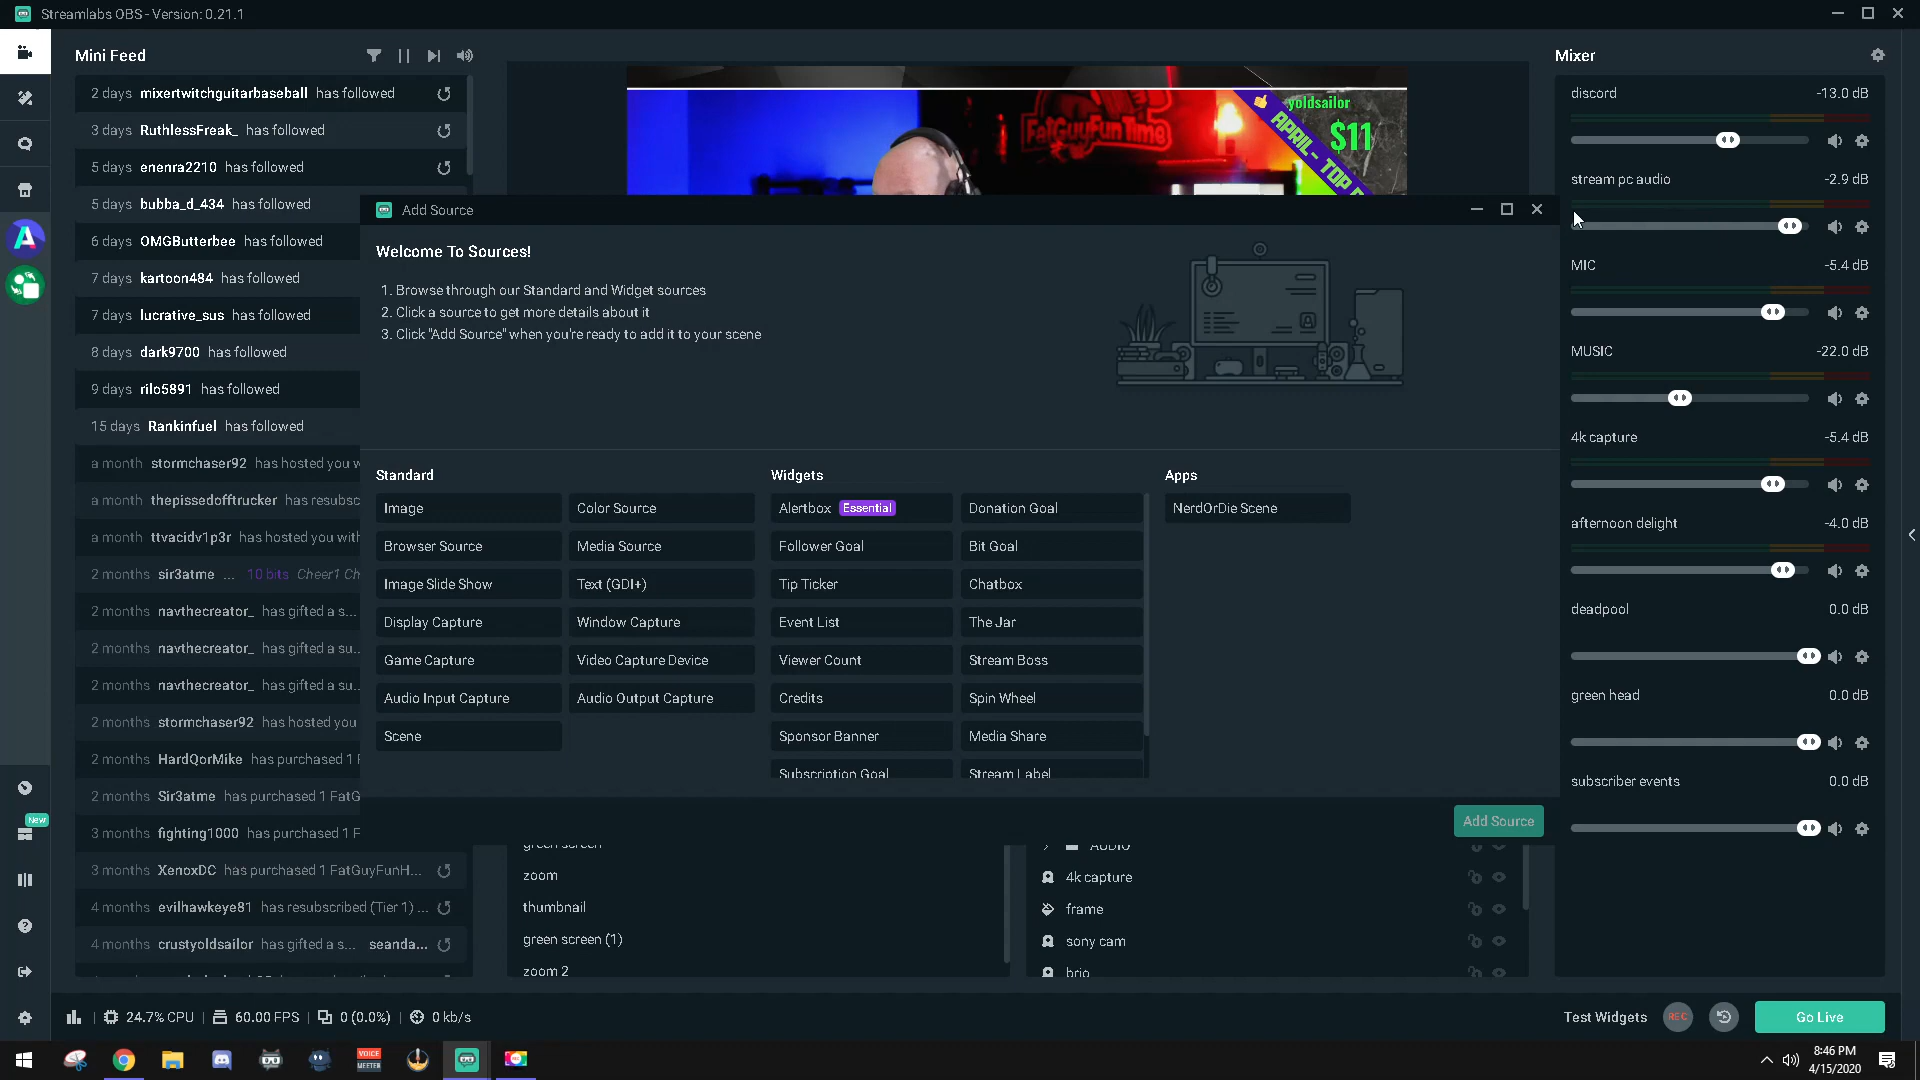 Streamlabs OBS - Version: 0.21.1
Mini Feed
2 days mixertwitchguitarbaseball has followed
3 days RuthlessFreak_ has followed
5 days enenra2210 has followed
5 days bubba_d_434 has followed
6 days OMGButterbee has followed
7 days kartoon484 has followed
7 days lucrative_sus has followed
8 days dark9700 has followed
9 days rilo5891 has followed
15 days Rankinfuel has followed
a month stormchaser92 has hosted you w
a month thepissedofftrucker has resubsc
a month ttvacidv1p3r has hosted you with
2 months sir3atme ... 10 bits Cheer1 Ch
2 months navthecreator_ has gifted a s...
2 months navthecreator_ has gifted a su...
2 months navthecreator_ has gifted a su...
2 months stormchaser92 has hosted you
2 months HardQorMike has purchased 1 F
2 months Sir3atme has purchased 1 FatG
3 months fighting1000 has purchased 1 F
3 months XenoxDC has purchased 1 FatGuyFunH...
4 months evilhawkeye81 has resubscribed (Tier 1) ...
4 months crustyoldsailor has gifted a s... seanda...
New
FatGuyFunTime
yoldsailor
$11
APRIL- TOP
Add Source
Welcome To Sources!
1. Browse through our Standard and Widget sources
2. Click a source to get more details about it
3. Click "Add Source" when you're ready to add it to your scene
Standard
Image
Color Source
Browser Source
Media Source
Image Slide Show
Text (GDI+)
Display Capture
Window Capture
Game Capture
Video Capture Device
Audio Input Capture
Audio Output Capture
Scene
Widgets
Alertbox Essential
Donation Goal
Follower Goal
Bit Goal
Tip Ticker
Chatbox
Event List
The Jar
Viewer Count
Stream Boss
Credits
Spin Wheel
Sponsor Banner
Media Share
Subscription Goal
Stream Label
Apps
NerdOrDie Scene
Add Source
green screen
zoom
thumbnail
green screen (1)
zoom 2
AUDIO
4k capture
frame
sony cam
brio
Mixer
discord -13.0 dB
stream pc audio -2.9 dB
MIC -5.4 dB
MUSIC -22.0 dB
4k capture -5.4 dB
afternoon delight -4.0 dB
deadpool 0.0 dB
green head 0.0 dB
subscriber events 0.0 dB
24.7% CPU
60.00 FPS
0 (0.0%)
0 kb/s
Test Widgets
REC
Go Live
VOICE
MEETER
8:46 PM
4/15/2020